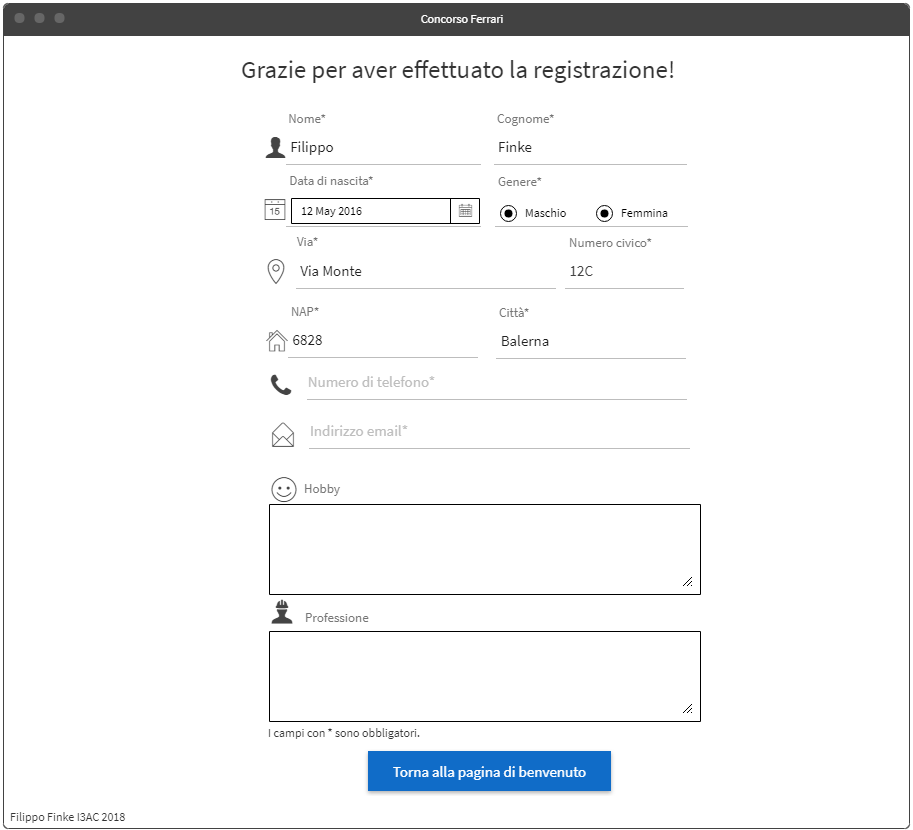 Concorso Ferrari
Grazie per aver effettuato la registrazione!
Nome* Cognome*
Filippo Finke
Data di nascita* Genere*
15 12 May 2016 Maschio Femmina
Via* Numero civico*
Via Monte 12C
NAP* Città*
6828 Balerna
Numero di telefono*
Indirizzo email*
Hobby
Professione
I campi con * sono obbligatori.
Torna alla pagina di benvenuto
Filippo Finke I3AC 2018